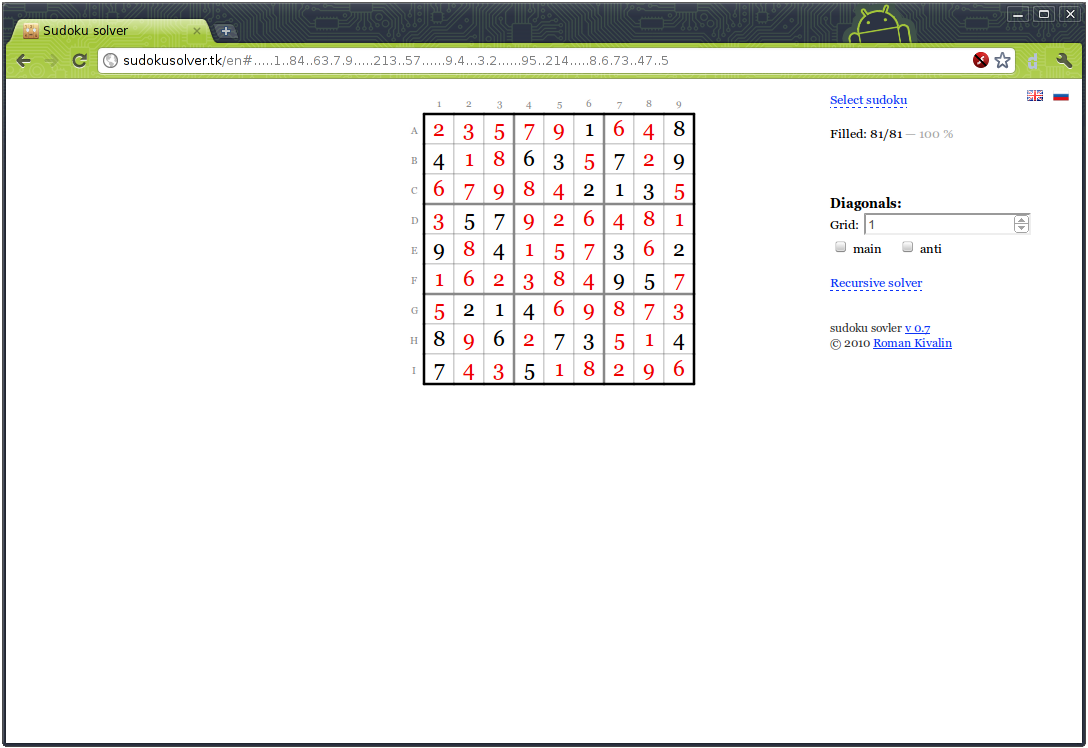 Sudoku solver
sudokusolver.tk/en#.....1..84..63.7.9.....213..57......9.4...3.2......95..214.....8.6.73..47..5
1 2 3 4 5 6 7 8 9
A 2 3 5 7 9 1 6 4 8
B 4 1 8 6 3 5 7 2 9
C 6 7 9 8 4 2 1 3 5
D 3 5 7 9 2 6 4 8 1
E 9 8 4 1 5 7 3 6 2
F 1 6 2 3 8 4 9 5 7
G 5 2 1 4 6 9 8 7 3
H 8 9 6 2 7 3 5 1 4
I 7 4 3 5 1 8 2 9 6
Select sudoku
Filled: 81/81 — 100 %
Diagonals:
Grid: 1
main anti
Recursive solver
sudoku sovler v 0.7
© 2010 Roman Kivalin